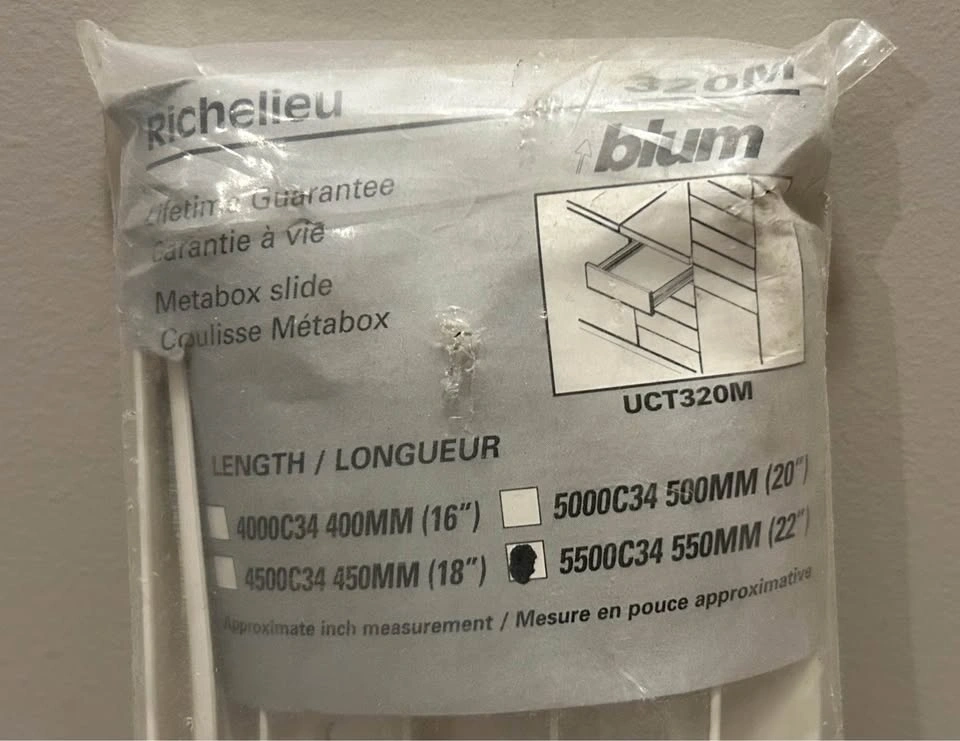 Richelieu
320M
blum
Lifetime Guarantee
Garantie à vie
Metabox slide
Coulisse Métabox
UCT320M
LENGTH / LONGUEUR
4000C34 400MM (16")
5000C34 500MM (20")
4500C34 450MM (18")
5500C34 550MM (22")
Approximate inch measurement / Mesure en pouce approximative